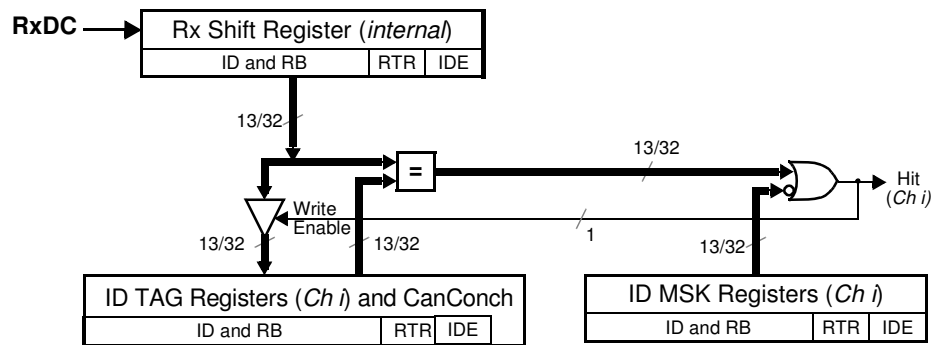 RxDC
Rx Shift Register (internal)
ID and RB RTR IDE
13/32
13/32
=
Hit
(Ch i)
Write
Enable
13/32
13/32
1
13/32
ID TAG Registers (Ch i) and CanConch
ID and RB RTR IDE
ID MSK Registers (Ch i)
ID and RB RTR IDE